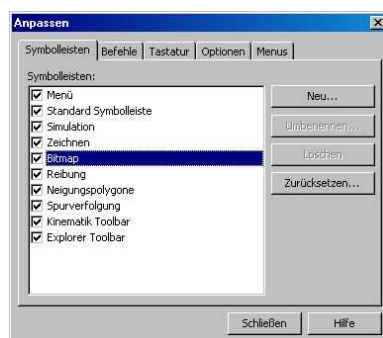 Anpassen
Symbolleisten Befehle Tastatur Optionen Menus
Symbolleisten:
Menü
Standard Symbolleiste
Simulation
Zeichnen
Bitmap
Reibung
Neigungspolygone
Spurverfolgung
Kinematik Toolbar
Explorer Toolbar
Neu...
Umbenennen...
Löschen
Zurücksetzen...
Schließen Hilfe